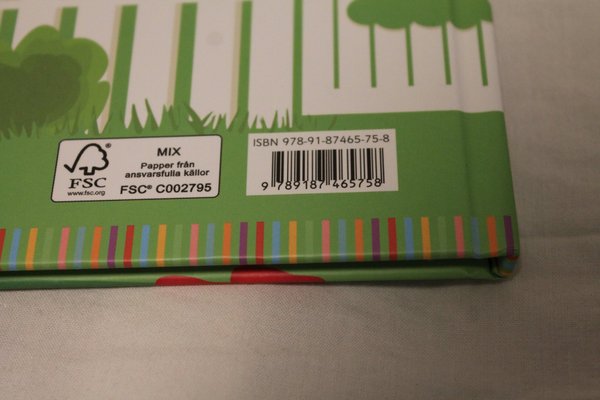 FSC
www.fsc.org
MIX
Papper från
ansvarsfulla källor
FSC® C002795
ISBN 978-91-87465-75-8
9 789187 465758